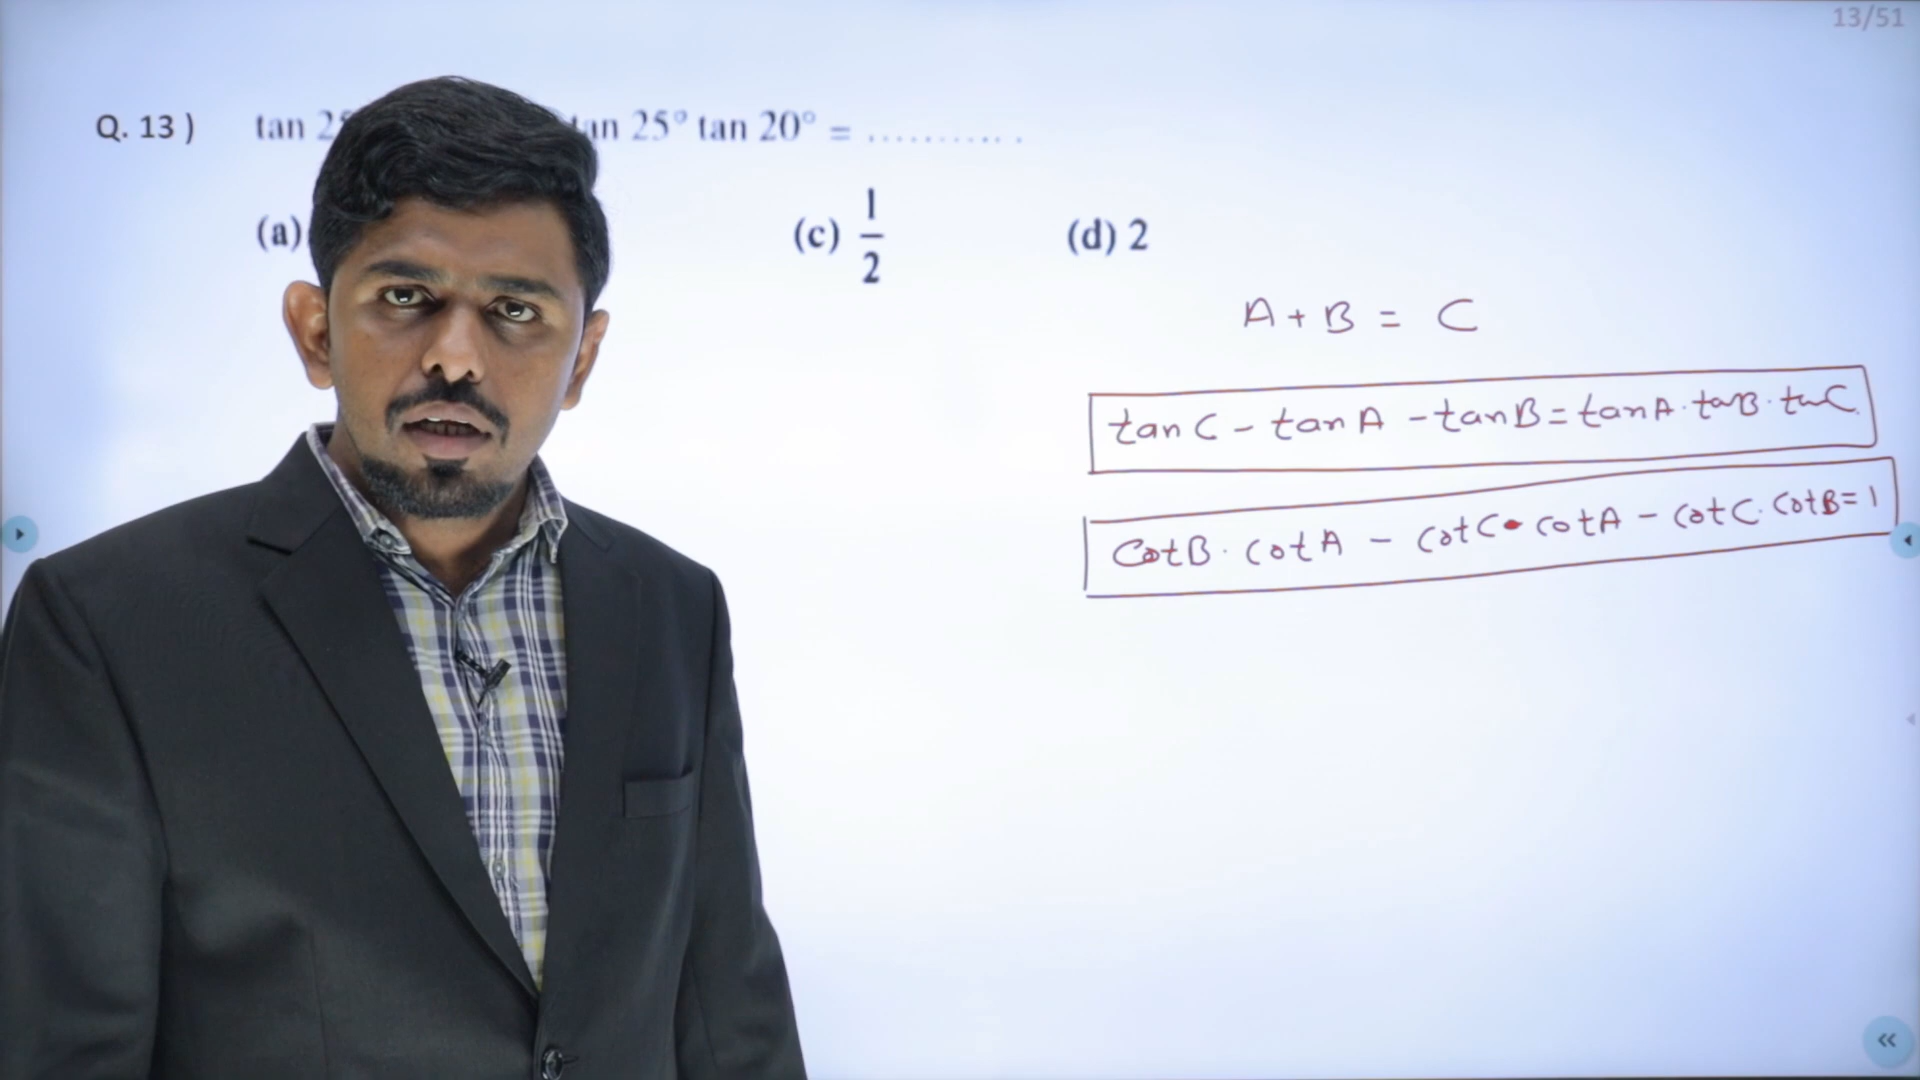 13/51
Q. 13 ) tan tan 25° tan 20° = ...........
(a) (c) 1/2 (d) 2
A + B = C
tan C - tan A - tan B = tan A · tan B · tan C
Cot B · cot A - cot C · cot A - cot C · cot B = 1